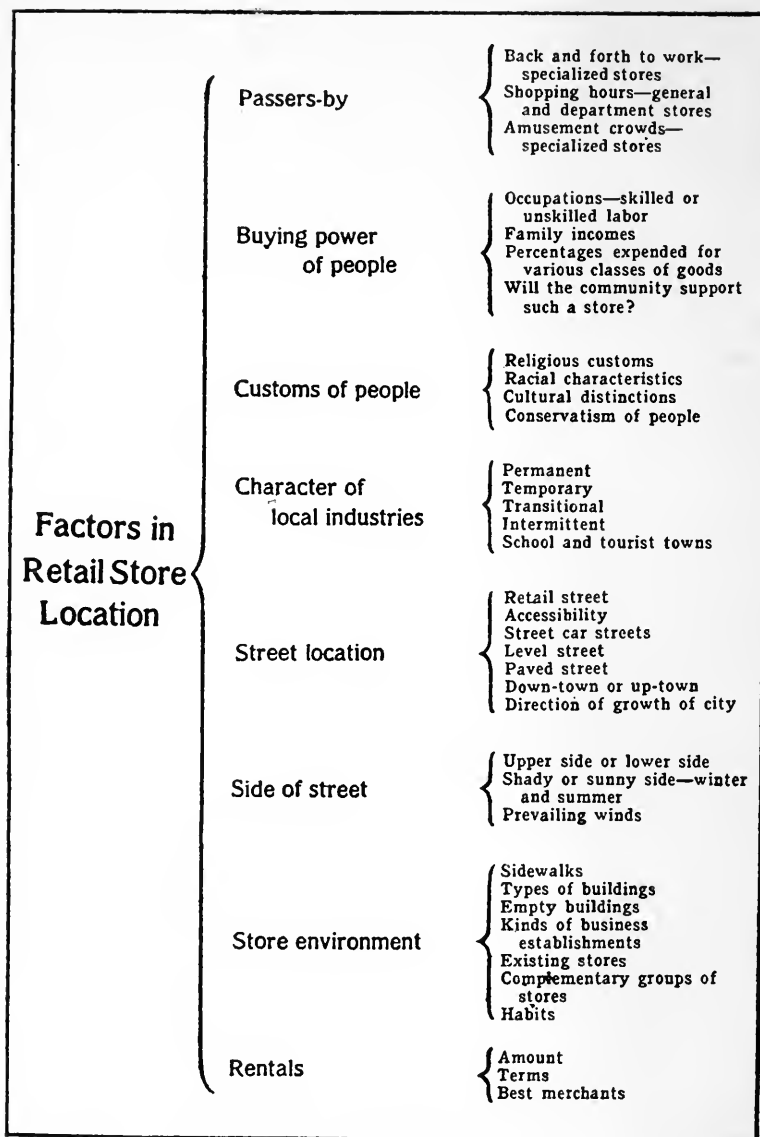 Factors in
Retail Store
Location
Passers-by
Back and forth to work—
specialized stores
Shopping hours—general
and department stores
Amusement crowds—
specialized stores
Buying power
of people
Occupations—skilled or
unskilled labor
Family incomes
Percentages expended for
various classes of goods
Will the community support
such a store?
Customs of people
Religious customs
Racial characteristics
Cultural distinctions
Conservatism of people
Character of
local industries
Permanent
Temporary
Transitional
Intermittent
School and tourist towns
Street location
Retail street
Accessibility
Street car streets
Level street
Paved street
Down-town or up-town
Direction of growth of city
Side of street
Upper side or lower side
Shady or sunny side—winter
and summer
Prevailing winds
Store environment
Sidewalks
Types of buildings
Empty buildings
Kinds of business
establishments
Existing stores
Complementary groups of
stores
Habits
Rentals
Amount
Terms
Best merchants